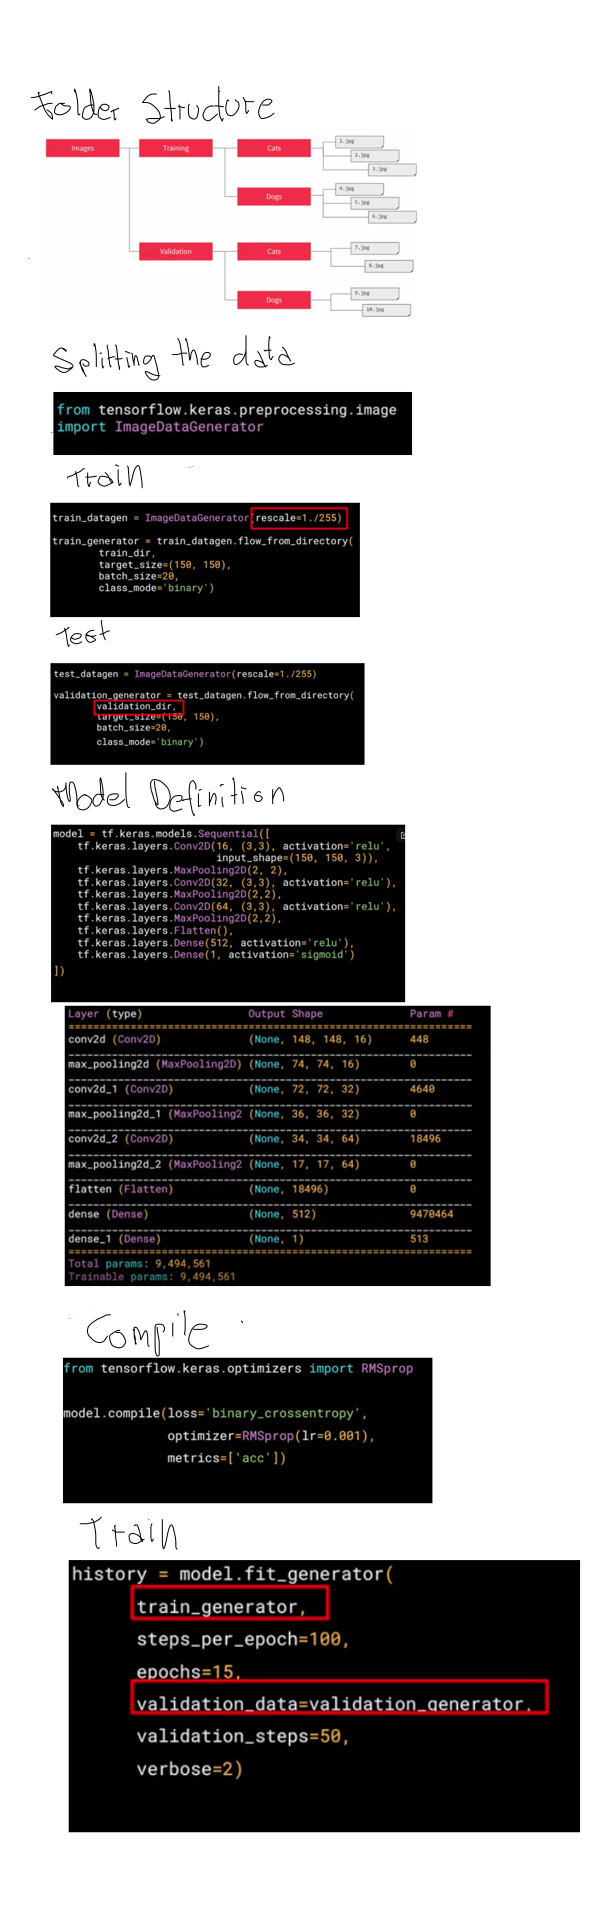 Folder Structure
Images
Training
Cats
1.jpg
2.jpg
3.jpg
Dogs
4.jpg
5.jpg
6.jpg
Validation
Cats
7.jpg
8.jpg
Dogs
9.jpg
10.jpg
Splitting the data
from tensorflow.keras.preprocessing.image
import ImageDataGenerator
Train
train_datagen = ImageDataGenerator(rescale=1./255)
train_generator = train_datagen.flow_from_directory(
train_dir,
target_size=(150, 150),
batch_size=20,
class_mode='binary')
Test
test_datagen = ImageDataGenerator(rescale=1./255)
validation_generator = test_datagen.flow_from_directory(
validation_dir,
target_size=(150, 150),
batch_size=20,
class_mode='binary')
Model Definition
model = tf.keras.models.Sequential([
tf.keras.layers.Conv2D(16, (3,3), activation='relu',
input_shape=(150, 150, 3)),
tf.keras.layers.MaxPooling2D(2, 2),
tf.keras.layers.Conv2D(32, (3,3), activation='relu'),
tf.keras.layers.MaxPooling2D(2,2),
tf.keras.layers.Conv2D(64, (3,3), activation='relu'),
tf.keras.layers.MaxPooling2D(2,2),
tf.keras.layers.Flatten(),
tf.keras.layers.Dense(512, activation='relu'),
tf.keras.layers.Dense(1, activation='sigmoid')
])
Layer (type) Output Shape Param #
conv2d (Conv2D) (None, 148, 148, 16) 448
max_pooling2d (MaxPooling2D) (None, 74, 74, 16) 0
conv2d_1 (Conv2D) (None, 72, 72, 32) 4640
max_pooling2d_1 (MaxPooling2 (None, 36, 36, 32) 0
conv2d_2 (Conv2D) (None, 34, 34, 64) 18496
max_pooling2d_2 (MaxPooling2 (None, 17, 17, 64) 0
flatten (Flatten) (None, 18496) 0
dense (Dense) (None, 512) 9470464
dense_1 (Dense) (None, 1) 513
Total params: 9,494,561
Trainable params: 9,494,561
Compile
from tensorflow.keras.optimizers import RMSprop
model.compile(loss='binary_crossentropy',
optimizer=RMSprop(lr=0.001),
metrics=['acc'])
Train
history = model.fit_generator(
train_generator,
steps_per_epoch=100,
epochs=15,
validation_data=validation_generator,
validation_steps=50,
verbose=2)